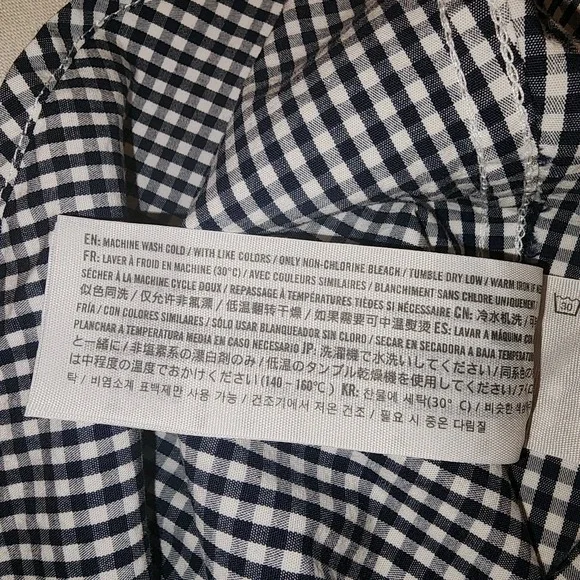 EN: MACHINE WASH COLD / WITH LIKE COLORS / ONLY NON-CHLORINE BLEACH / TUMBLE DRY LOW / WARM IRON IF
FR: LAVER À FROID EN MACHINE (30°C) / AVEC COULEURS SIMILAIRES / BLANCHIMENT SANS CHLORE UNIQUEMENT
SÉCHER À LA MACHINE CYCLE DOUX / REPASSAGE À TEMPÉRATURES TIÈDES SI NÉCESSAIRE CN: 冷水机洗 /
似色同洗 / 仅允许非氯漂 / 低温翻转干燥 / 如果需要可中温熨烫 ES: LAVAR A MÁQUINA
FRÍA / CON COLORES SIMILARES / SÓLO USAR BLANQUEADOR SIN CLORO / SECAR EN SECADORA A BAJA
PLANCHAR A TEMPERATURA MEDIA EN CASO NECESARIO JP: 洗濯機で水洗いしてください / 同系色の
と一緒に / 非塩素系の漂白剤のみ / 低温のタンブル乾燥機を使用してください /
は中程度の温度でおかけください (140 – 160°C) KR: 찬물에 세탁(30° C) / 비슷한
탁 / 비염소계 표백제만 사용 가능 / 건조기에서 저온 건조 / 필요 시 중온 다림질
30